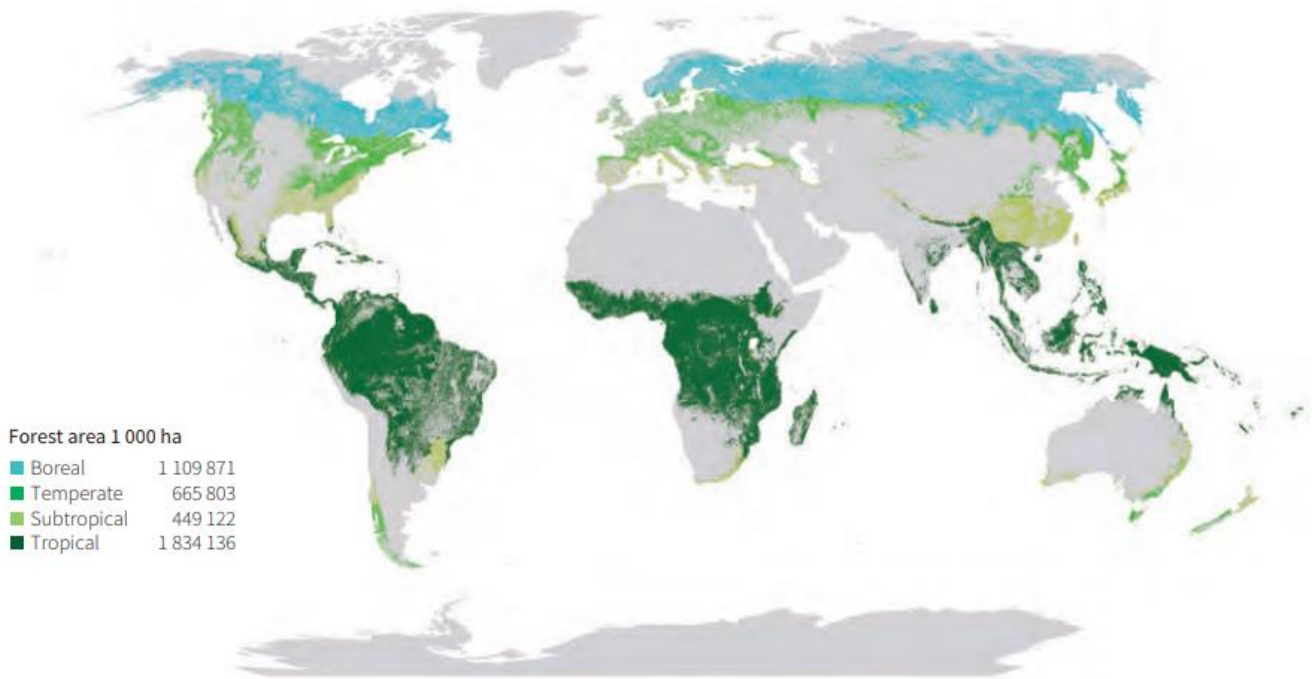 Forest area 1 000 ha
Boreal 1 109 871
Temperate 665 803
Subtropical 449 122
Tropical 1 834 136